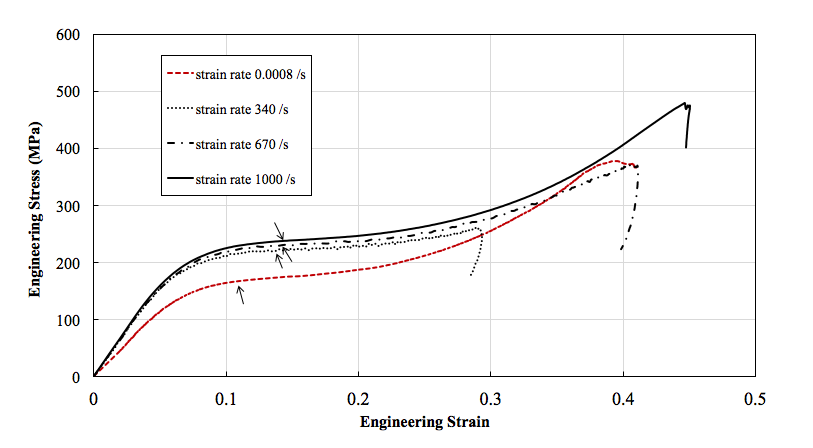 600
500
400
300
200
100
0
strain rate 0.0008 /s
strain rate 340 /s
strain rate 670 /s
strain rate 1000 /s
0 0.1 0.2 0.3 0.4 0.5
Engineering Strain
Engineering Stress (MPa)